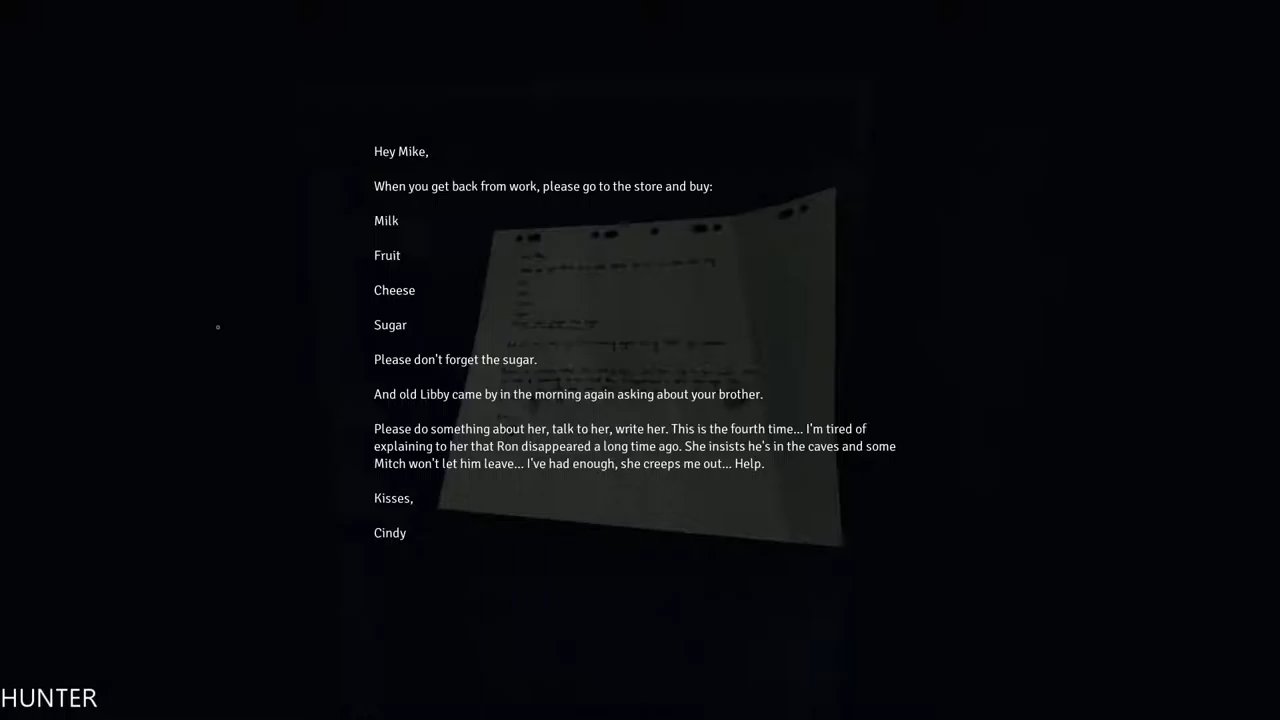 Hey Mike,
When you get back from work, please go to the store and buy:
Milk
Fruit
Cheese
Sugar
Please don't forget the sugar.
And old Libby came by in the morning again asking about your brother.
Please do something about her, talk to her, write her. This is the fourth time... I'm tired of
explaining to her that Ron disappeared a long time ago. She insists he's in the caves and some
Mitch won't let him leave... I've had enough, she creeps me out... Help.
Kisses,
Cindy
HUNTER